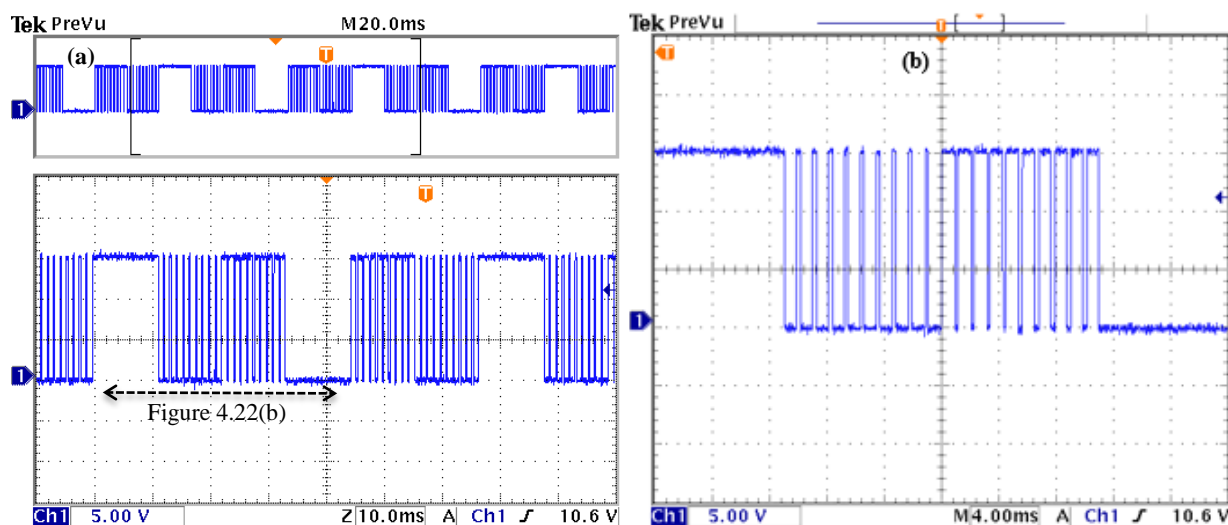 Tek PreVu M20.0ms
(a)
T
1
T
1
Figure 4.22(b)
Ch1 5.00 V Z 10.0ms A Ch1 ƒ 10.6 V
Tek PreVu
T
T
(b)
1
Ch1 5.00 V M 4.00ms A Ch1 ƒ 10.6 V